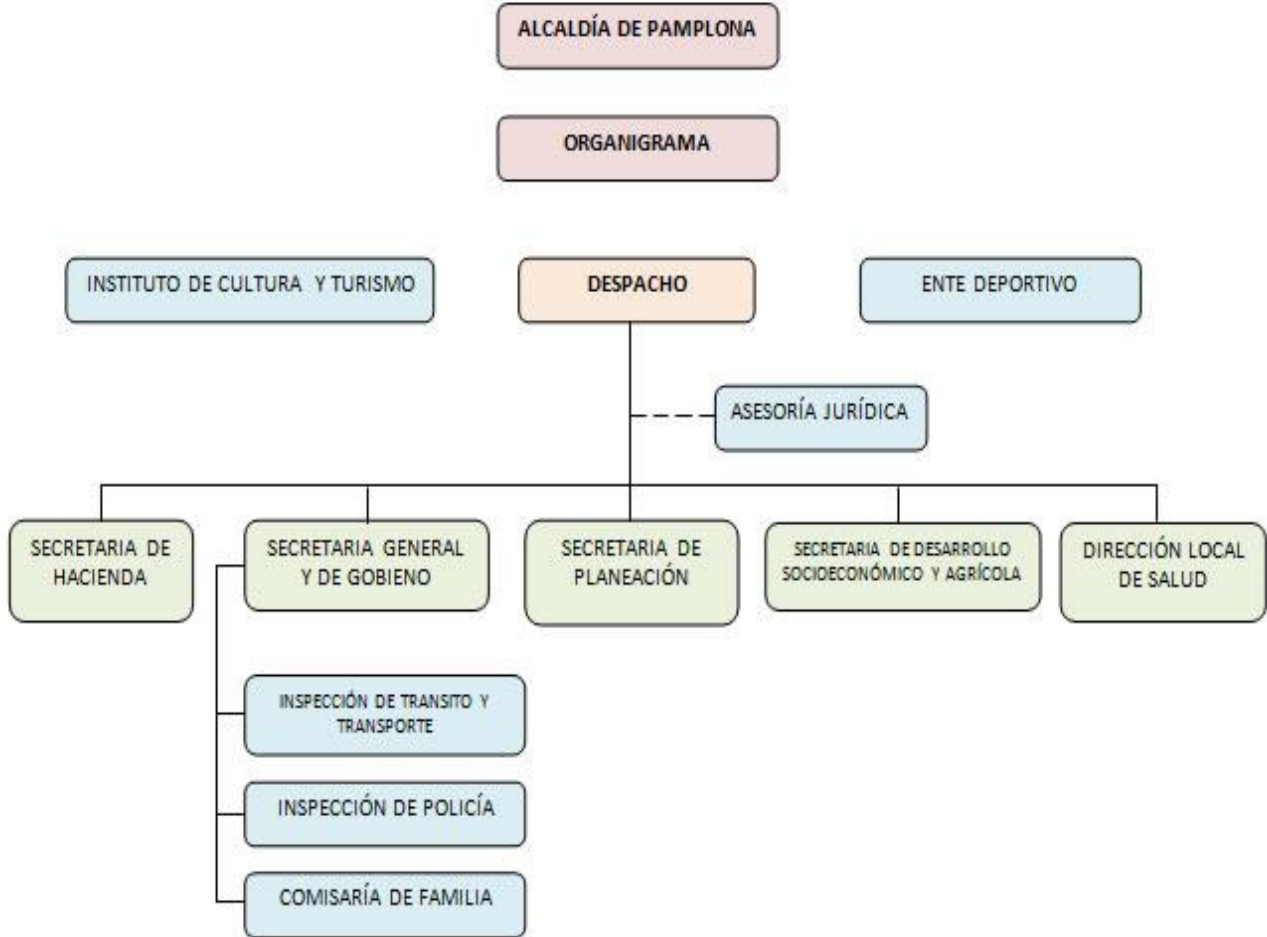 ALCALDÍA DE PAMPLONA
ORGANIGRAMA
INSTITUTO DE CULTURA Y TURISMO
DESPACHO
ENTE DEPORTIVO
ASESORÍA JURÍDICA
SECRETARIA DE
HACIENDA
SECRETARIA GENERAL
Y DE GOBIENO
SECRETARIA DE
PLANEACIÓN
SECRETARIA DE DESARROLLO
SOCIOECONÓMICO Y AGRÍCOLA
DIRECCIÓN LOCAL
DE SALUD
INSPECCIÓN DE TRANSITO Y
TRANSPORTE
INSPECCIÓN DE POLICÍA
COMISARÍA DE FAMILIA